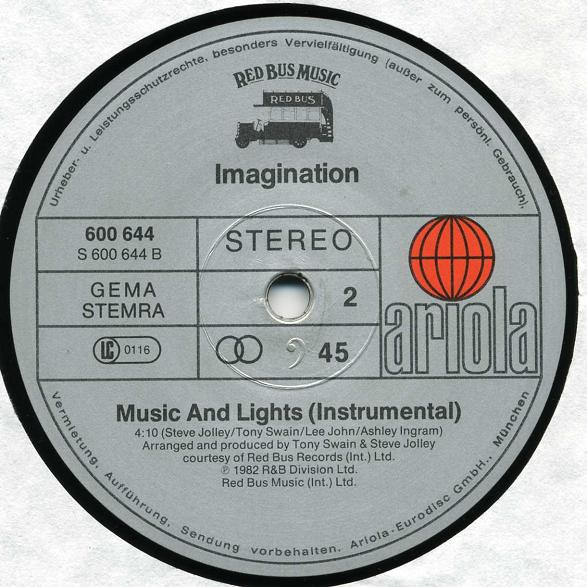 Urheber- u. Leistungsschutzrechte, besonders Vervielfältigung (außer zum persönl. Gebrauch),
RED BUS MUSIC
RED BUS
Imagination
600 644
S 600 644 B
STEREO
GEMA
STEMRA
2
LC 0116
45
ariola
Music And Lights (Instrumental)
4:10 (Steve Jolley/Tony Swain/Lee John/Ashley Ingram)
Arranged and produced by Tony Swain & Steve Jolley
courtesy of Red Bus Records (Int.) Ltd.
℗ 1982 R&B Division Ltd.
Red Bus Music (Int.) Ltd.
Vermietung, Aufführung, Sendung vorbehalten. Ariola-Eurodisc GmbH., München